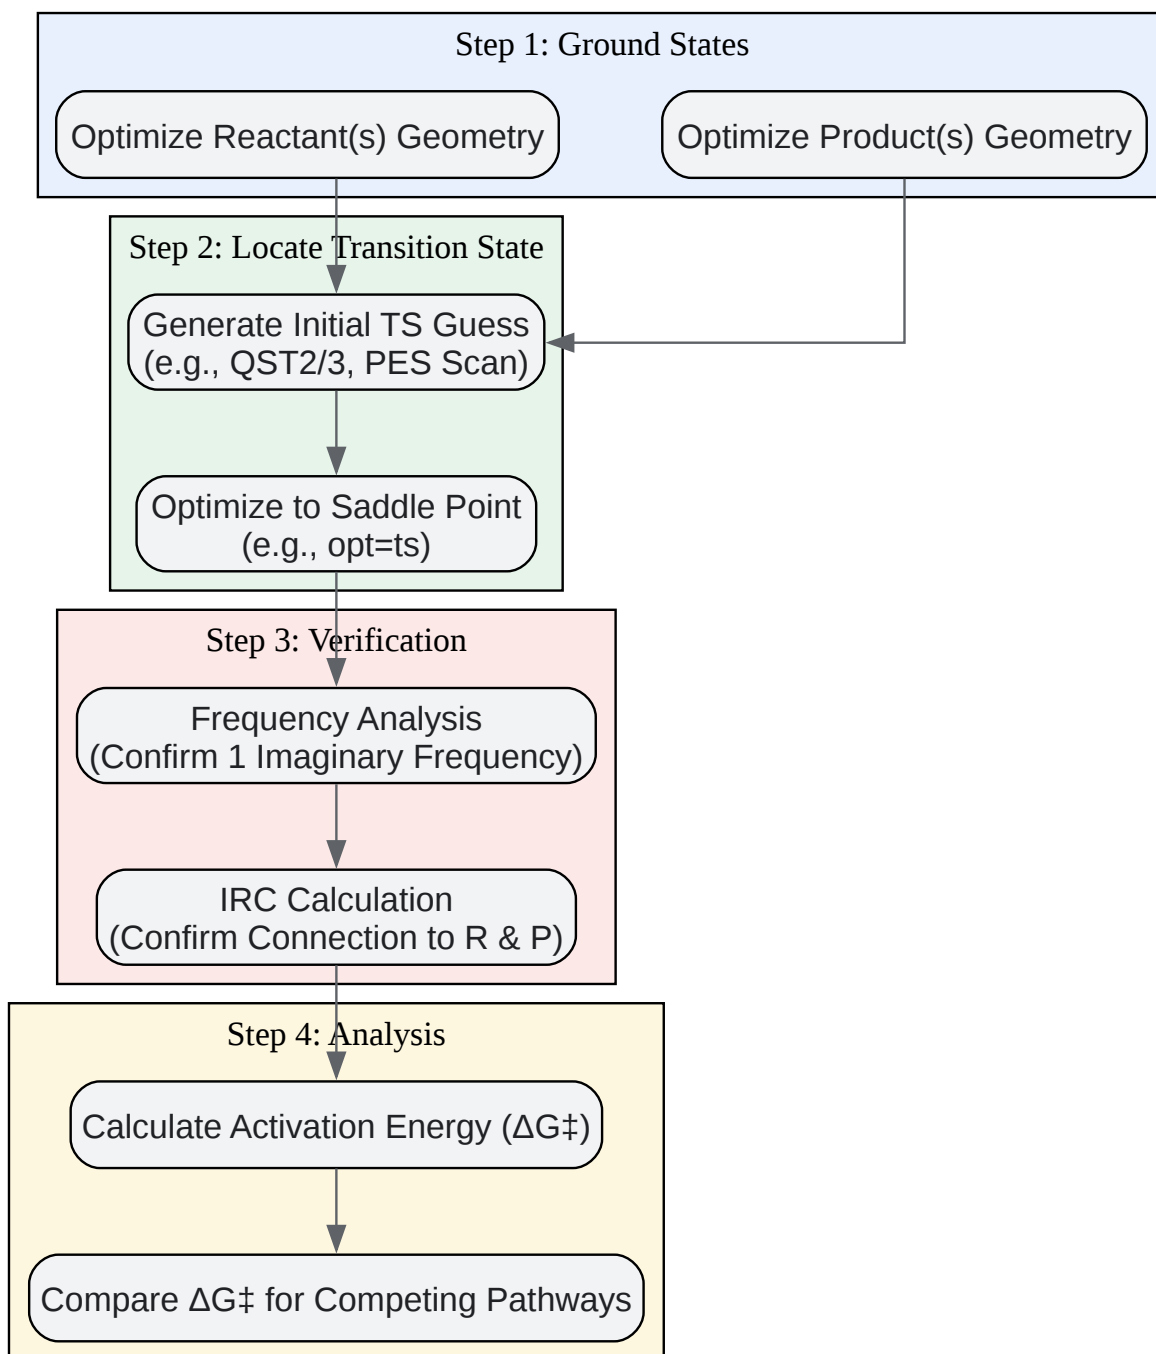 Step 1: Ground States
Optimize Reactant(s) Geometry
Optimize Product(s) Geometry
Step 2: Locate Transition State
Generate Initial TS Guess
(e.g., QST2/3, PES Scan)
Optimize to Saddle Point
(e.g., opt=ts)
Step 3: Verification
Frequency Analysis
(Confirm 1 Imaginary Frequency)
IRC Calculation
(Confirm Connection to R & P)
Step 4: Analysis
Calculate Activation Energy (ΔG‡)
Compare ΔG‡ for Competing Pathways